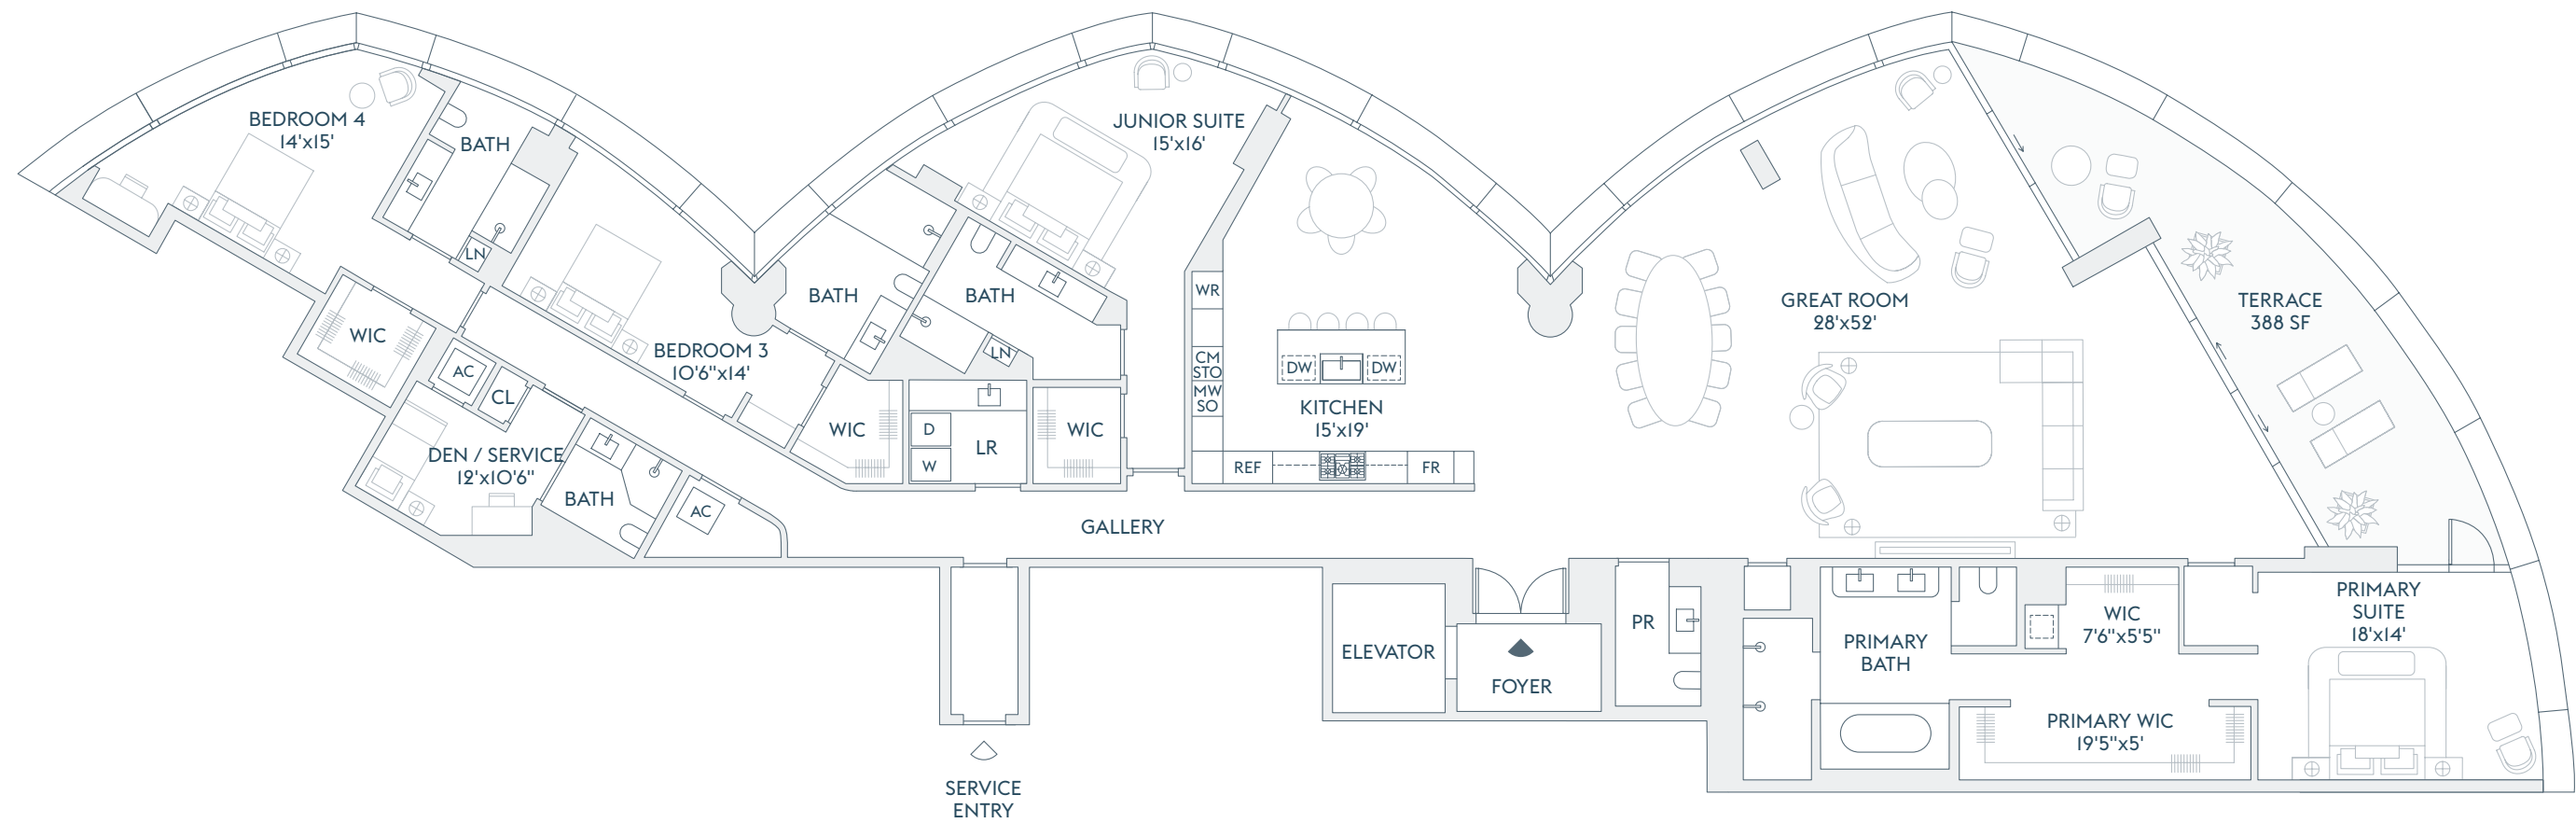 BEDROOM 4
14'x15'
BATH
LN
WIC
AC
CL
DEN / SERVICE
12'x10'6"
BATH
AC
BEDROOM 3
10'6"x14'
BATH
WIC
JUNIOR SUITE
15'x16'
BATH
LN
D
W
LR
WIC
WR
CM
STO
MW
SO
DW
DW
KITCHEN
15'x19'
REF
FR
GALLERY
GREAT ROOM
28'x52'
TERRACE
388 SF
ELEVATOR
FOYER
PR
PRIMARY
BATH
WIC
7'6"x5'5"
PRIMARY WIC
19'5"x5'
PRIMARY
SUITE
18'x14'
SERVICE
ENTRY